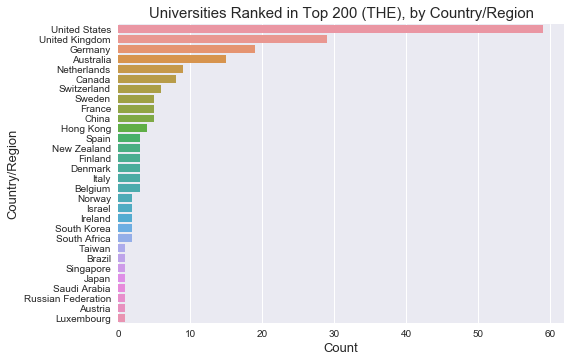 Universities Ranked in Top 200 (THE), by Country/Region
United States
United Kingdom
Germany
Australia
Netherlands
Canada
Switzerland
Sweden
France
China
Hong Kong
Spain
New Zealand
Finland
Denmark
Italy
Belgium
Norway
Israel
Ireland
South Korea
South Africa
Taiwan
Brazil
Singapore
Japan
Saudi Arabia
Russian Federation
Austria
Luxembourg
Country/Region
0 10 20 30 40 50 60
Count